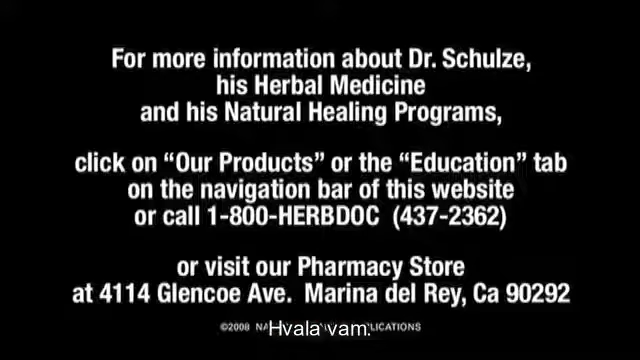 For more information about Dr. Schulze,
his Herbal Medicine
and his Natural Healing Programs,
click on “Our Products” or the “Education” tab
on the navigation bar of this website
or call 1-800-HERBDOC (437-2362)
or visit our Pharmacy Store
at 4114 Glencoe Ave. Marina del Rey, Ca 90292
©2008
Hvala vam.